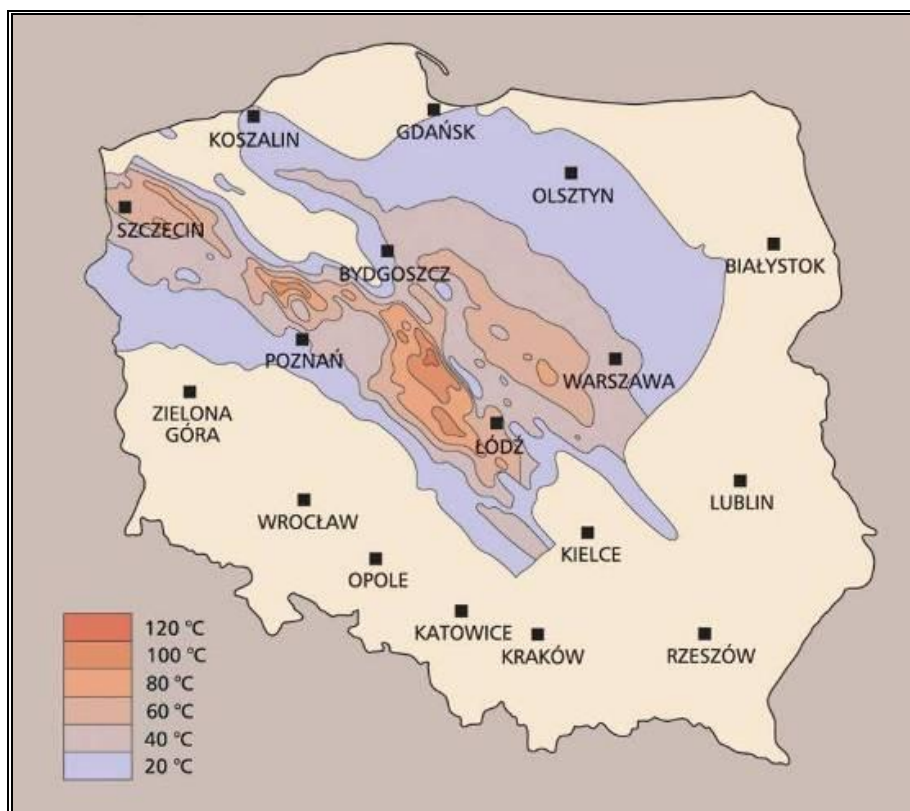 KOSZALIN
GDAŃSK
OLSZTYN
SZCZECIN
BIAŁYSTOK
BYDGOSZCZ
POZNAŃ
WARSZAWA
ZIELONA
GÓRA
ŁÓDŹ
LUBLIN
WROCŁAW
KIELCE
OPOLE
KATOWICE
KRAKÓW
RZESZÓW
120 °C
100 °C
80 °C
60 °C
40 °C
20 °C